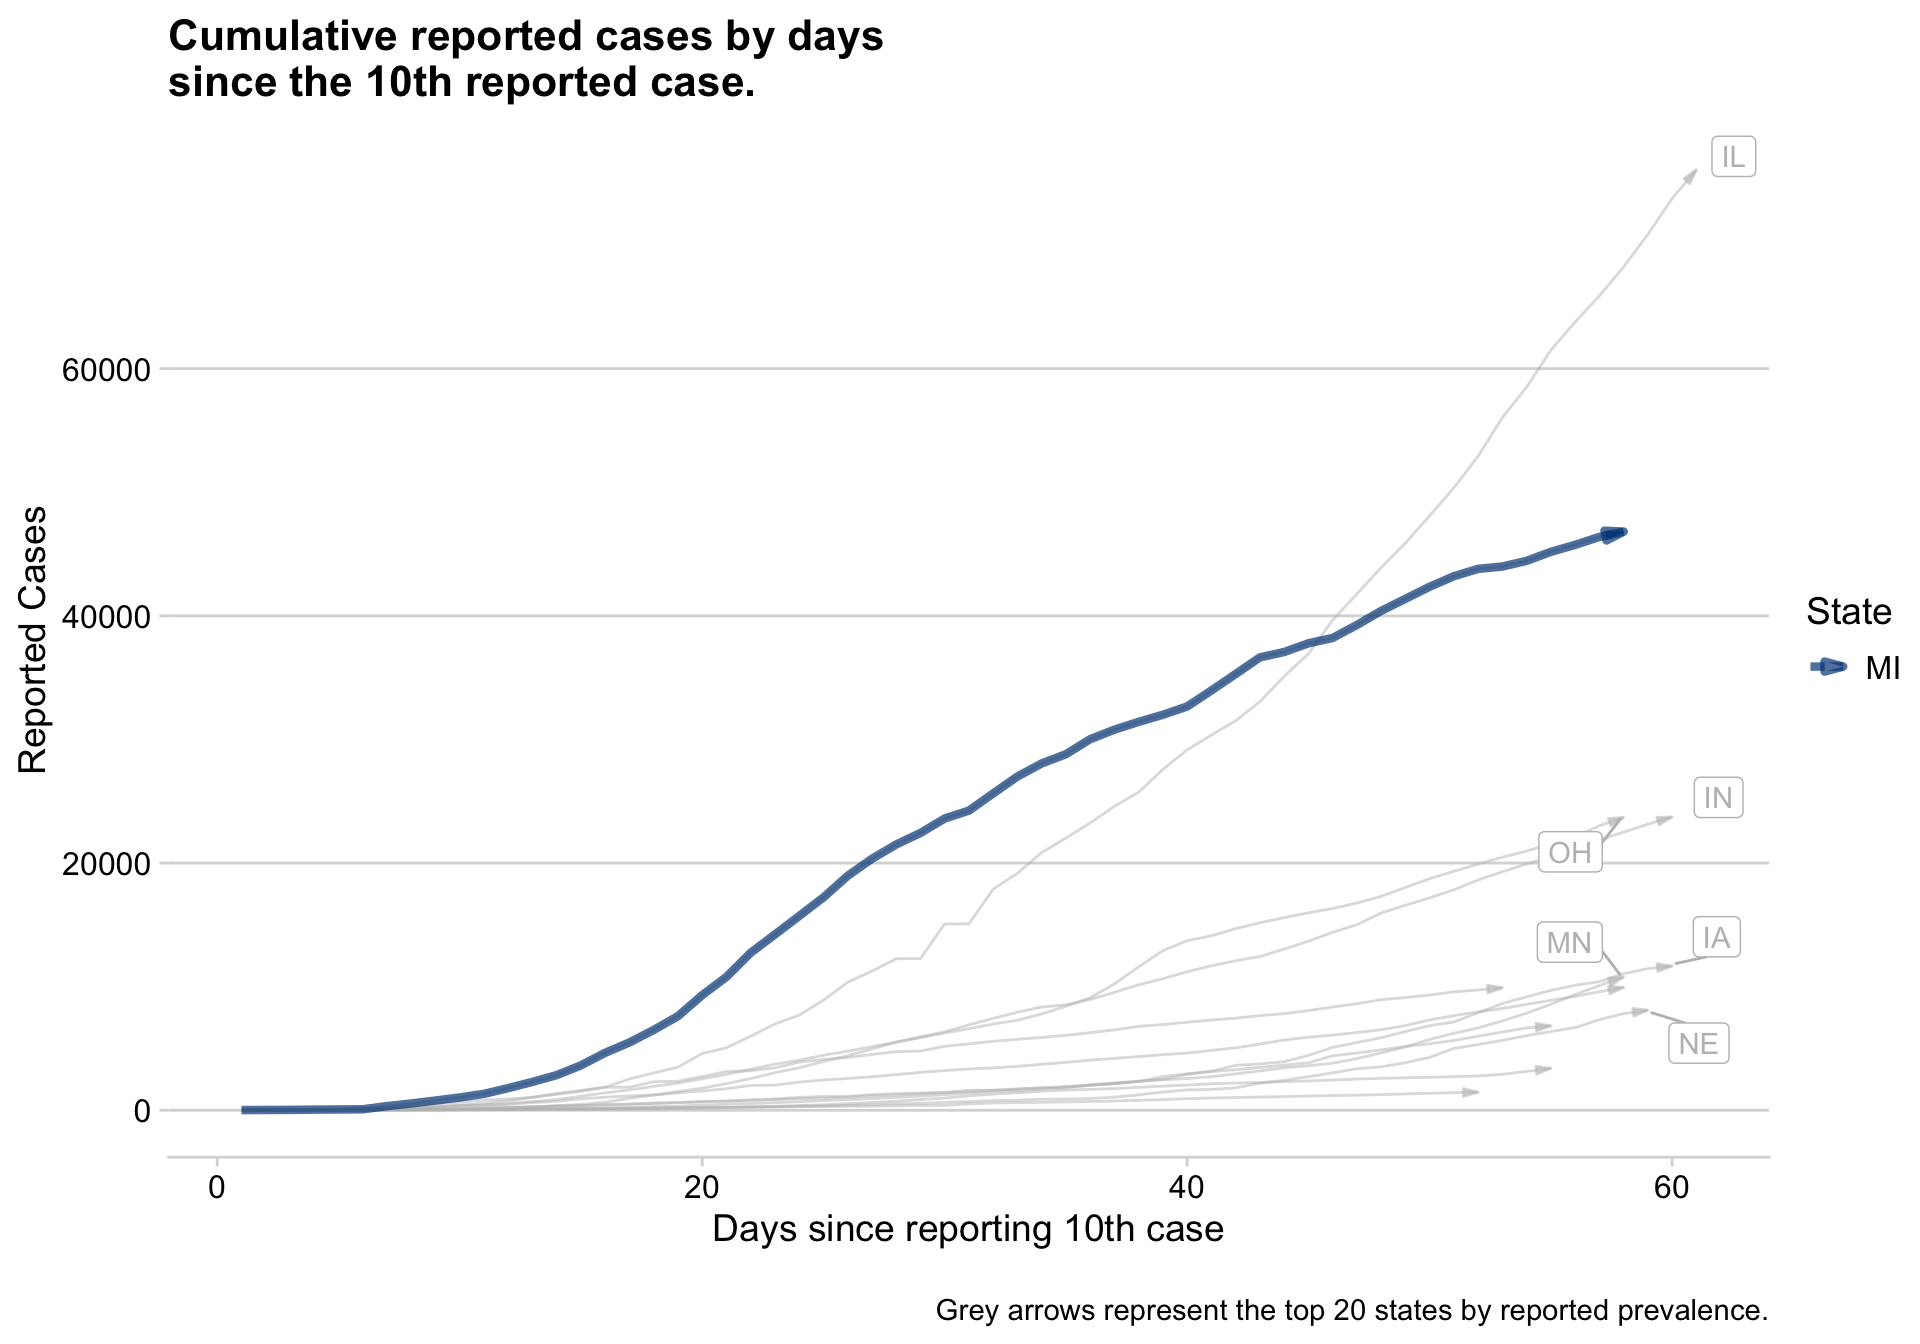 Cumulative reported cases by days
since the 10th reported case.
IL
60000
Reported Cases
40000
State
MI
IN
OH
20000
MN
IA
NE
0
0 20 40 60
Days since reporting 10th case
Grey arrows represent the top 20 states by reported prevalence.